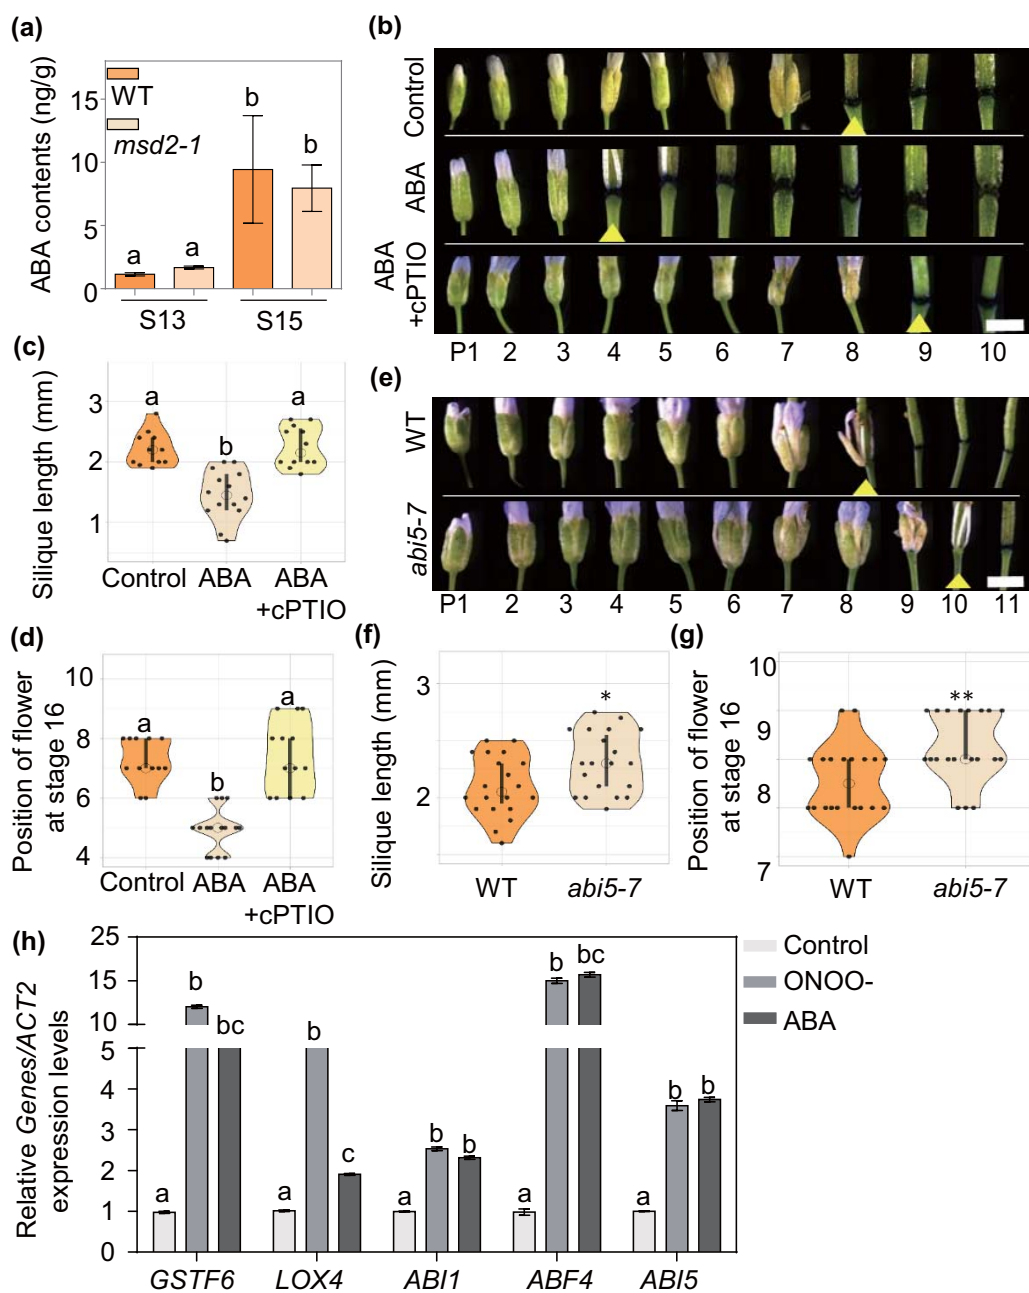 (a)
ABA contents (ng/g)
WT
msd2-1
15
10
5
0
a
a
b
b
S13
S15
(b)
Control
ABA
ABA
+cPTIO
P1 2 3 4 5 6 7 8 9 10
(c)
Silique length (mm)
3
2
1
a
b
a
Control
ABA
ABA
+cPTIO
(e)
WT
abi5-7
P1 2 3 4 5 6 7 8 9 10 11
(d)
Position of flower
at stage 16
10
8
6
4
a
b
a
Control
ABA
ABA
+cPTIO
(f)
Silique length (mm)
3
2
*
WT
abi5-7
(g)
Position of flower
at stage 16
10
9
8
7
**
WT
abi5-7
(h)
Relative Genes/ACT2
expression levels
25
15
10
5
4
3
2
1
0
a b bc
a b c
a b b
a b bc
a b b
GSTF6
LOX4
ABI1
ABF4
ABI5
Control
ONOO-
ABA